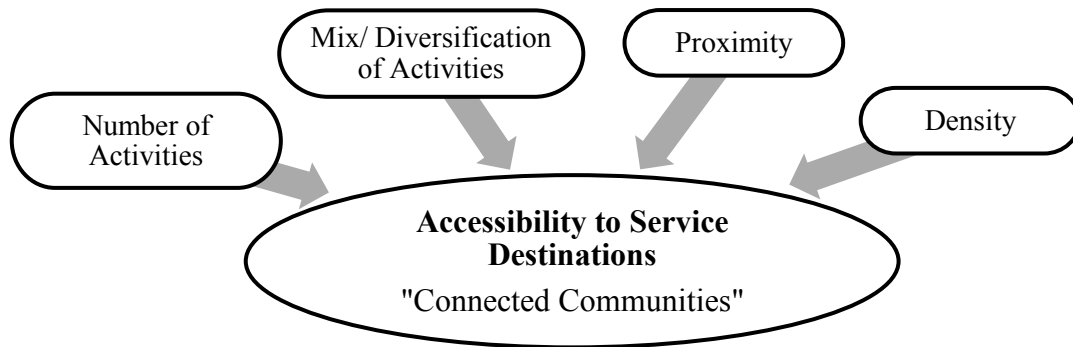 Mix/ Diversification
of Activities
Proximity
Number of
Activities
Density
Accessibility to Service
Destinations
"Connected Communities"